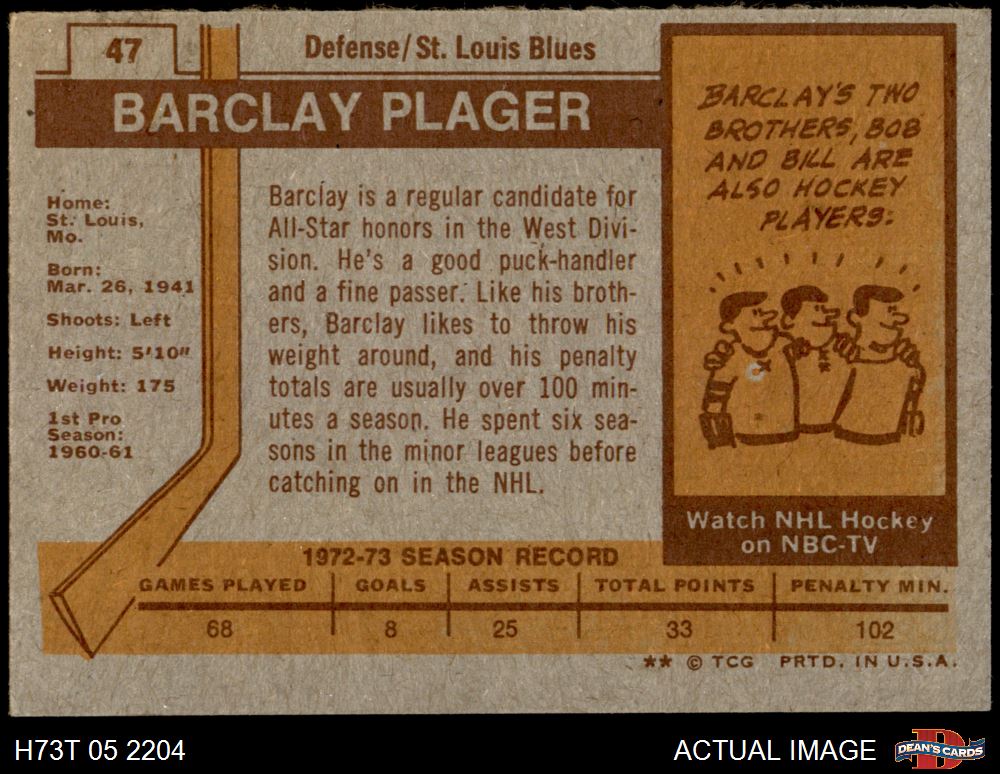 47
Defense/St. Louis Blues
BARCLAY PLAGER
Home:
St. Louis,
Mo.
Born:
Mar. 26, 1941
Shoots: Left
Height: 5'10"
Weight: 175
1st Pro
Season:
1960-61
Barclay is a regular candidate for
All-Star honors in the West Divi-
sion. He's a good puck-handler
and a fine passer. Like his broth-
ers, Barclay likes to throw his
weight around, and his penalty
totals are usually over 100 min-
utes a season. He spent six sea-
sons in the minor leagues before
catching on in the NHL.
BARCLAY'S TWO
BROTHERS, BOB
AND BILL ARE
ALSO HOCKEY
PLAYERS.
Watch NHL Hockey
on NBC-TV
1972-73 SEASON RECORD
GAMES PLAYED GOALS ASSISTS TOTAL POINTS PENALTY MIN.
68 8 25 33 102
** © TCG PRTD. IN U.S.A.
H73T 05 2204 ACTUAL IMAGE DEAN'S CARDS